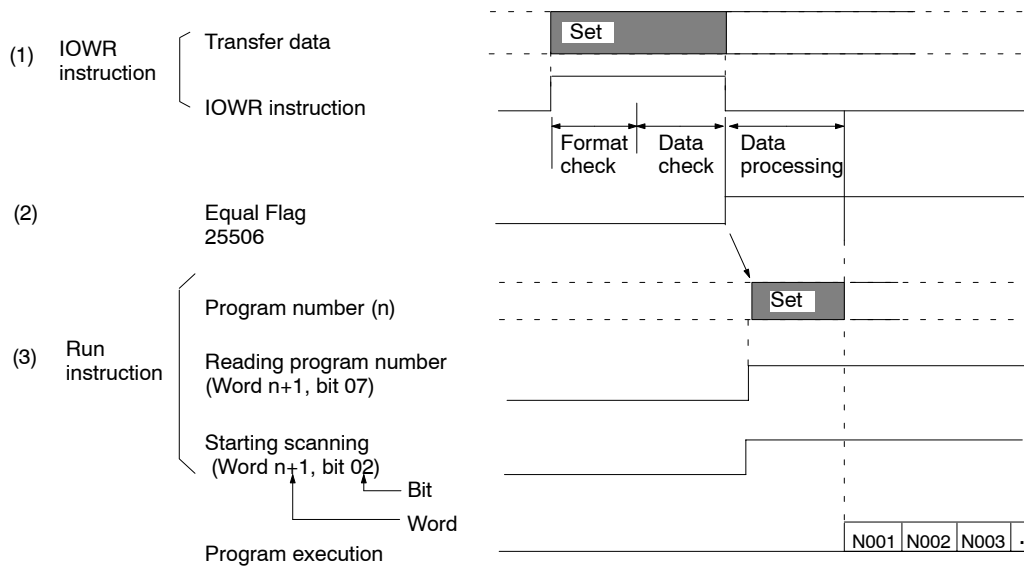 (1)
IOWR
instruction
Transfer data
Set
IOWR instruction
Format
check
Data
check
Data
processing
(2)
Equal Flag
25506
(3)
Run
instruction
Program number (n)
Set
Reading program number
(Word n+1, bit 07)
Starting scanning
(Word n+1, bit 02)
Bit
Word
Program execution
N001 N002 N003